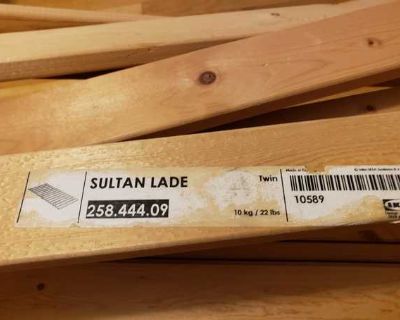 SULTAN LADE
Twin
258.444.09
10 kg / 22 lbs
10589